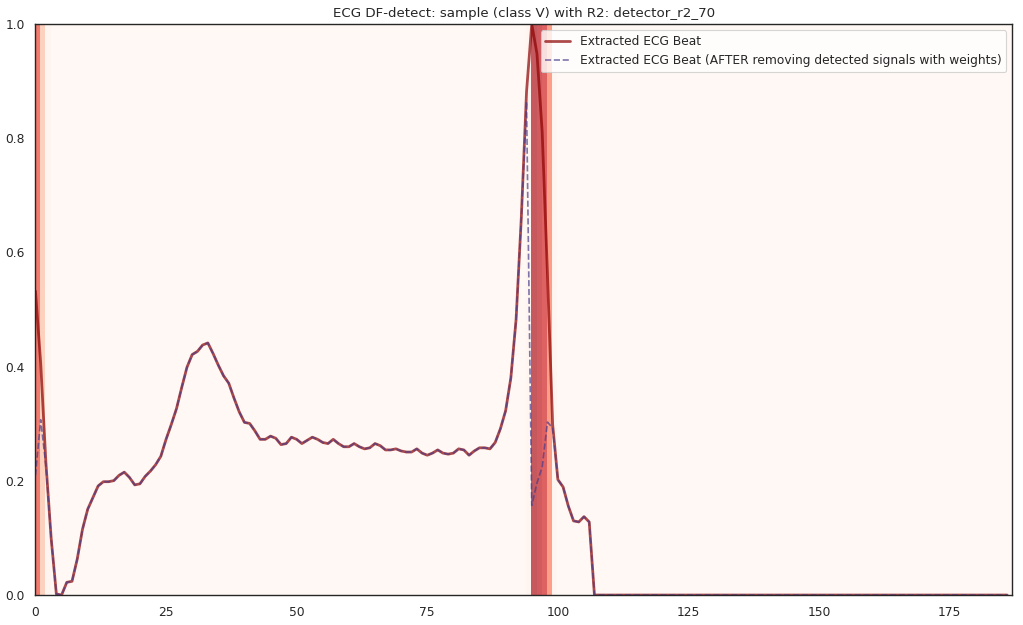 ECG DF-detect: sample (class V) with R2: detector_r2_70
Extracted ECG Beat
Extracted ECG Beat (AFTER removing detected signals with weights)
1.0
0.8
0.6
0.4
0.2
0.0
0 25 50 75 100 125 150 175